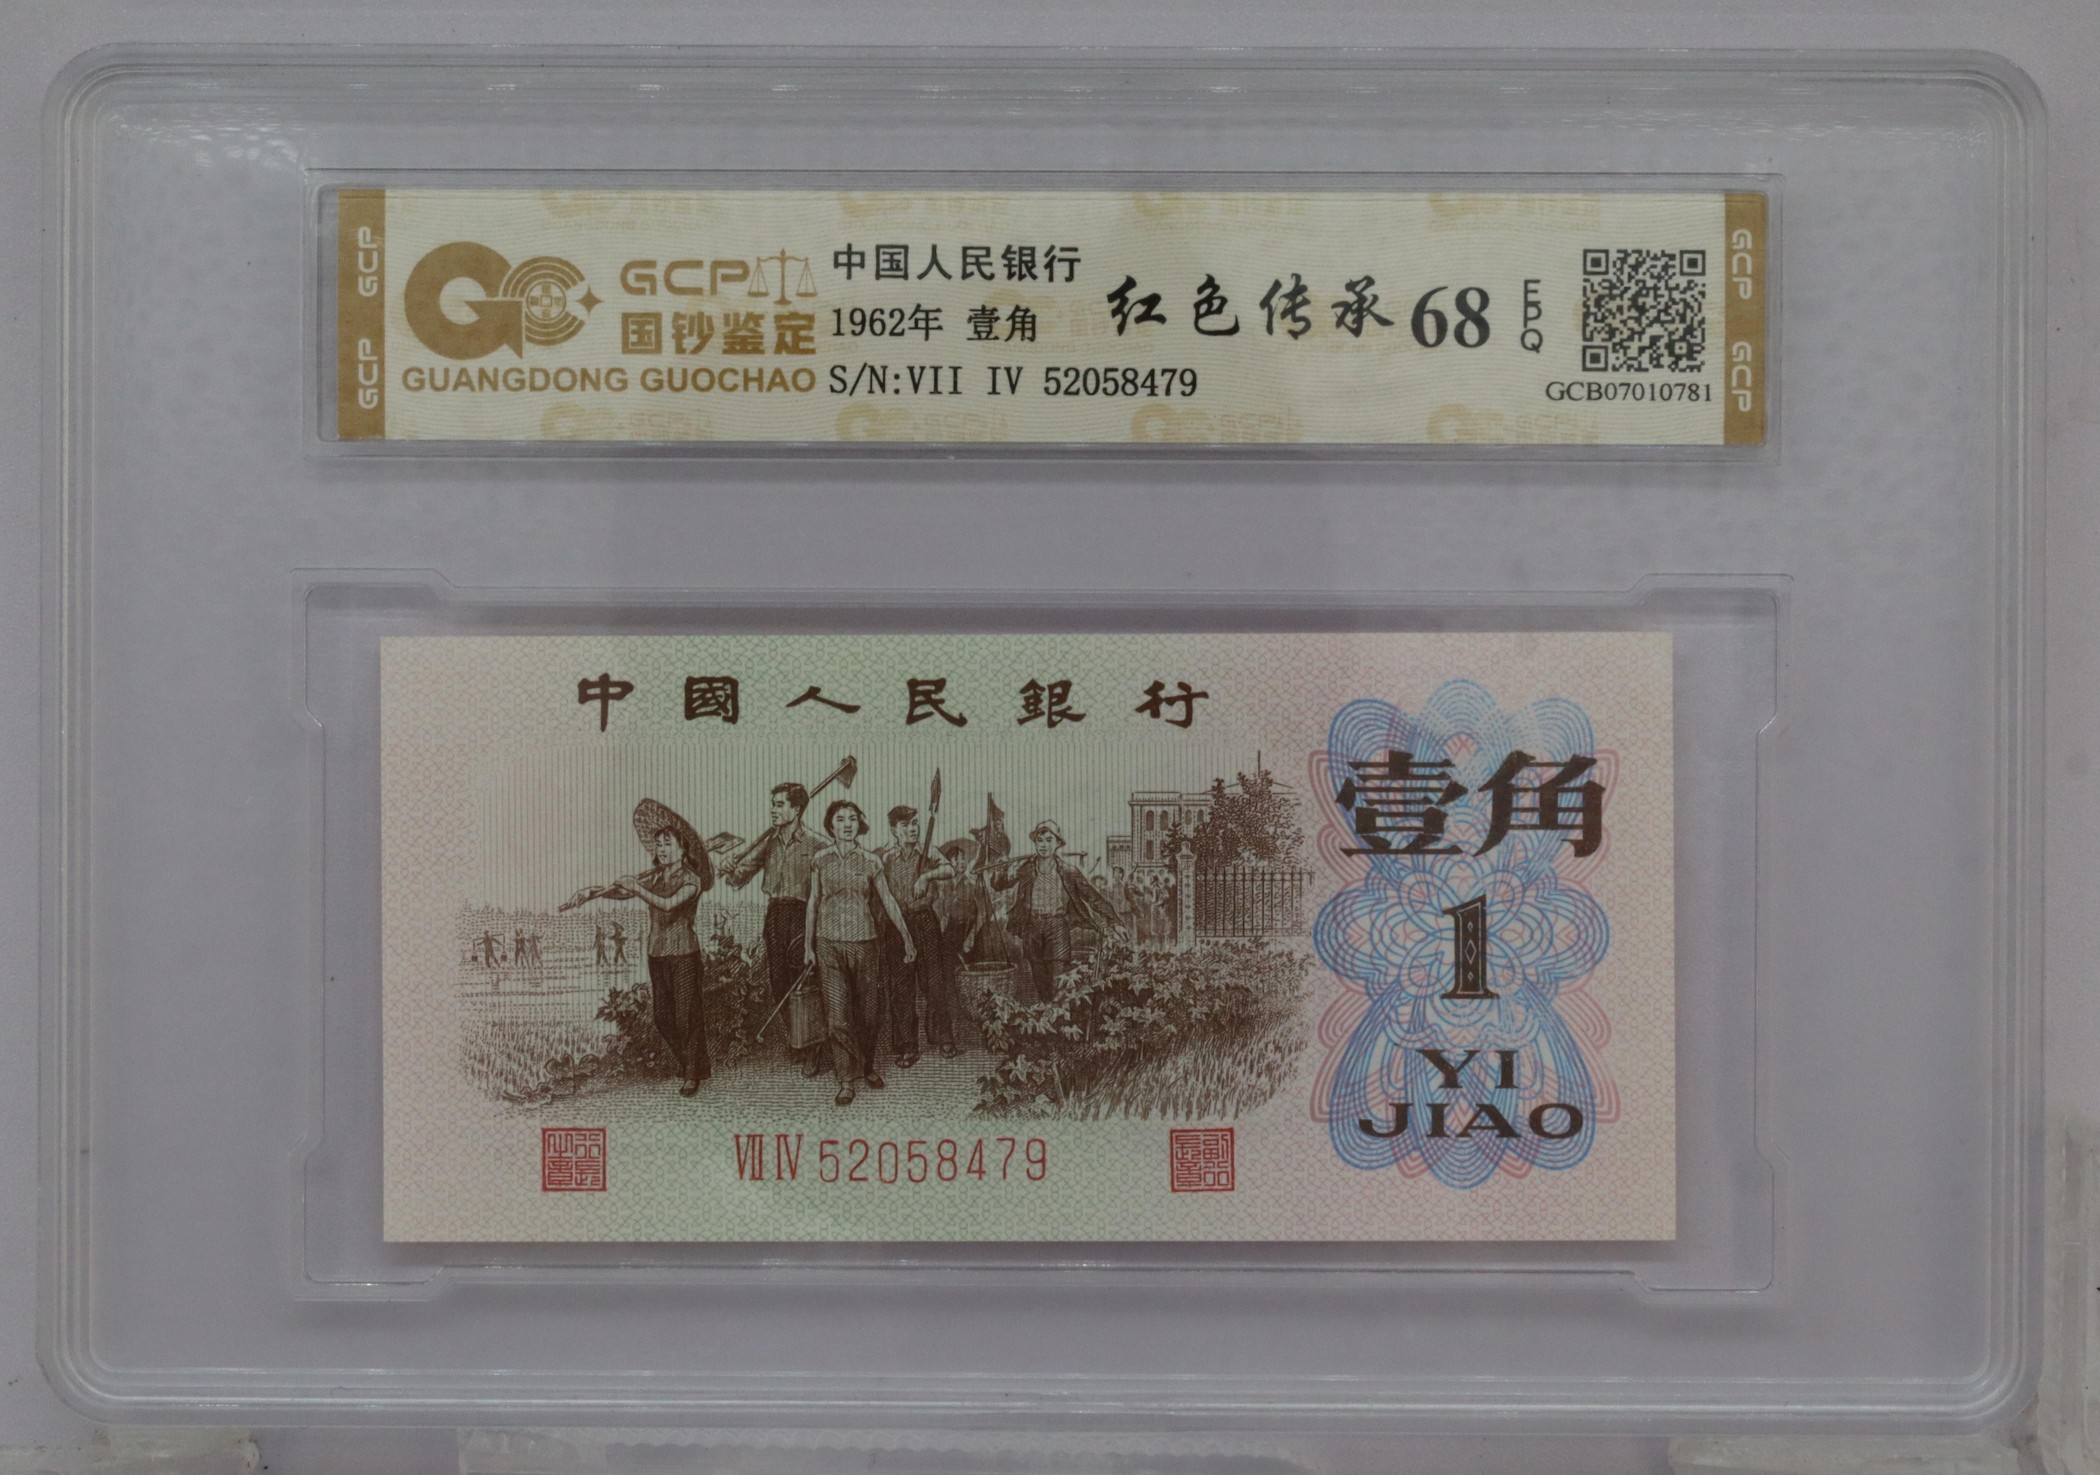 GCP
GCP
GCP
国钞鉴定
GUANGDONG GUOCHAO
中国人民银行
1962年 壹角
S/N:VII IV 52058479
红色传承
68
EPQ
GCB07010781
GCP
GCP
中國人民銀行
壹角
1
YI
JIAO
VII IV 52058479